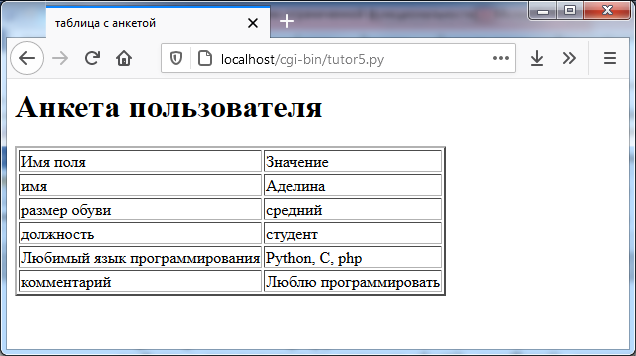 таблица с анкетой
localhost/cgi-bin/tutor5.py
Анкета пользователя
Имя поля Значение
имя Аделина
размер обуви средний
должность студент
Любимый язык программирования Python, C, php
комментарий Люблю программировать